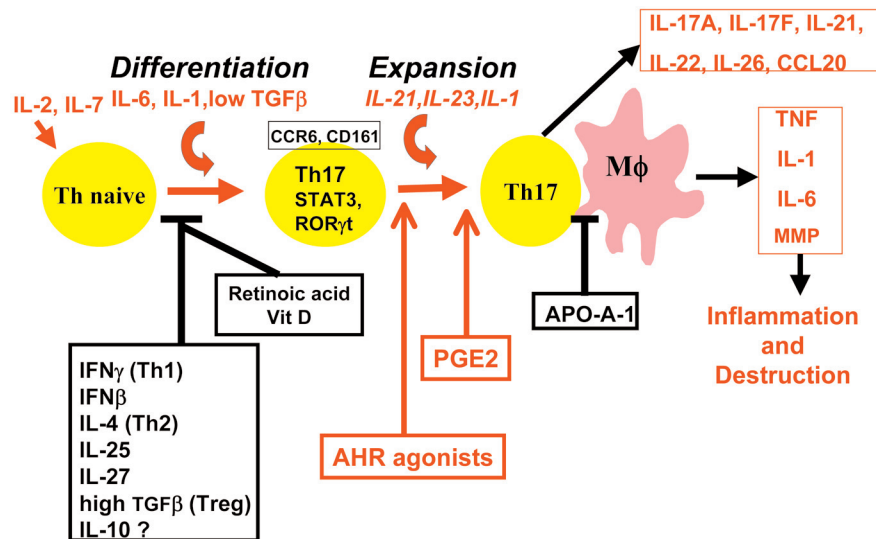 Differentiation
IL-2, IL-7
IL-6, IL-1,low TGFβ
Expansion
IL-21,IL-23,IL-1
IL-17A, IL-17F, IL-21,
IL-22, IL-26, CCL20
Th naive
CCR6, CD161
Th17
STAT3,
RORγt
Th17
Mϕ
TNF
IL-1
IL-6
MMP
Retinoic acid
Vit D
APO-A-1
PGE2
Inflammation
and
Destruction
IFNγ (Th1)
IFNβ
IL-4 (Th2)
IL-25
IL-27
high TGFβ (Treg)
IL-10 ?
AHR agonists